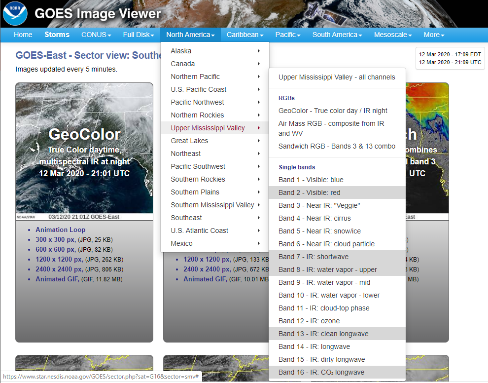 NOAA
GOES Image Viewer
Home Storms CONUS Full Disk North America Caribbean Pacific South America Mesoscale More
12 Mar 2020 - 17:09 EDT
12 Mar 2020 - 21:09 UTC
GOES-East - Sector view: Southe
Images updated every 5 minutes.
GeoColor
True Color daytime,
multispectral IR at night
12 Mar 2020 - 21:01 UTC
03/12/20 21:01Z GOES-East
Animation Loop
300 x 300 px, (JPG, 25 KB)
600 x 600 px, (JPG, 82 KB)
1200 x 1200 px, (JPG, 262 KB)
2400 x 2400 px, (JPG, 806 KB)
Animated GIF, (GIF, 11.82 MB)
Alaska
Canada
Northern Pacific
U.S. Pacific Coast
Pacific Northwest
Northern Rockies
Upper Mississippi Valley
Great Lakes
Northeast
Pacific Southwest
Southern Rockies
Southern Plains
Southern Mississippi Valley
Southeast
U.S. Atlantic Coast
Mexico
1200 x 1200 px,
2400 x 2400 px, (JPG, 672 K
Animated GIF, (GIF, 10.01 M
Upper Mississippi Valley - all channels
RGBs
GeoColor - True color day / IR night
Air Mass RGB - composite from IR
and WV
Sandwich RGB - Bands 3 & 13 combo
Single bands
Band 1 - Visible: blue
Band 2 - Visible: red
Band 3 - Near IR: "Veggie"
Band 4 - Near IR: cirrus
Band 5 - Near IR: snow/ice
Band 6 - Near IR: cloud particle
Band 7 - IR: shortwave
Band 8 - IR: water vapor - upper
Band 9 - IR: water vapor - mid
Band 10 - IR: water vapor - lower
Band 11 - IR: cloud-top phase
Band 12 - IR: ozone
Band 13 - IR: clean longwave
Band 14 - IR: longwave
Band 15 - IR: dirty longwave
Band 16 - IR: CO₂ longwave
ch
ombines
d band 3
UTC
https://www.star.nesdis.noaa.gov/GOES/sector.php?sat=G16&sector=smv#